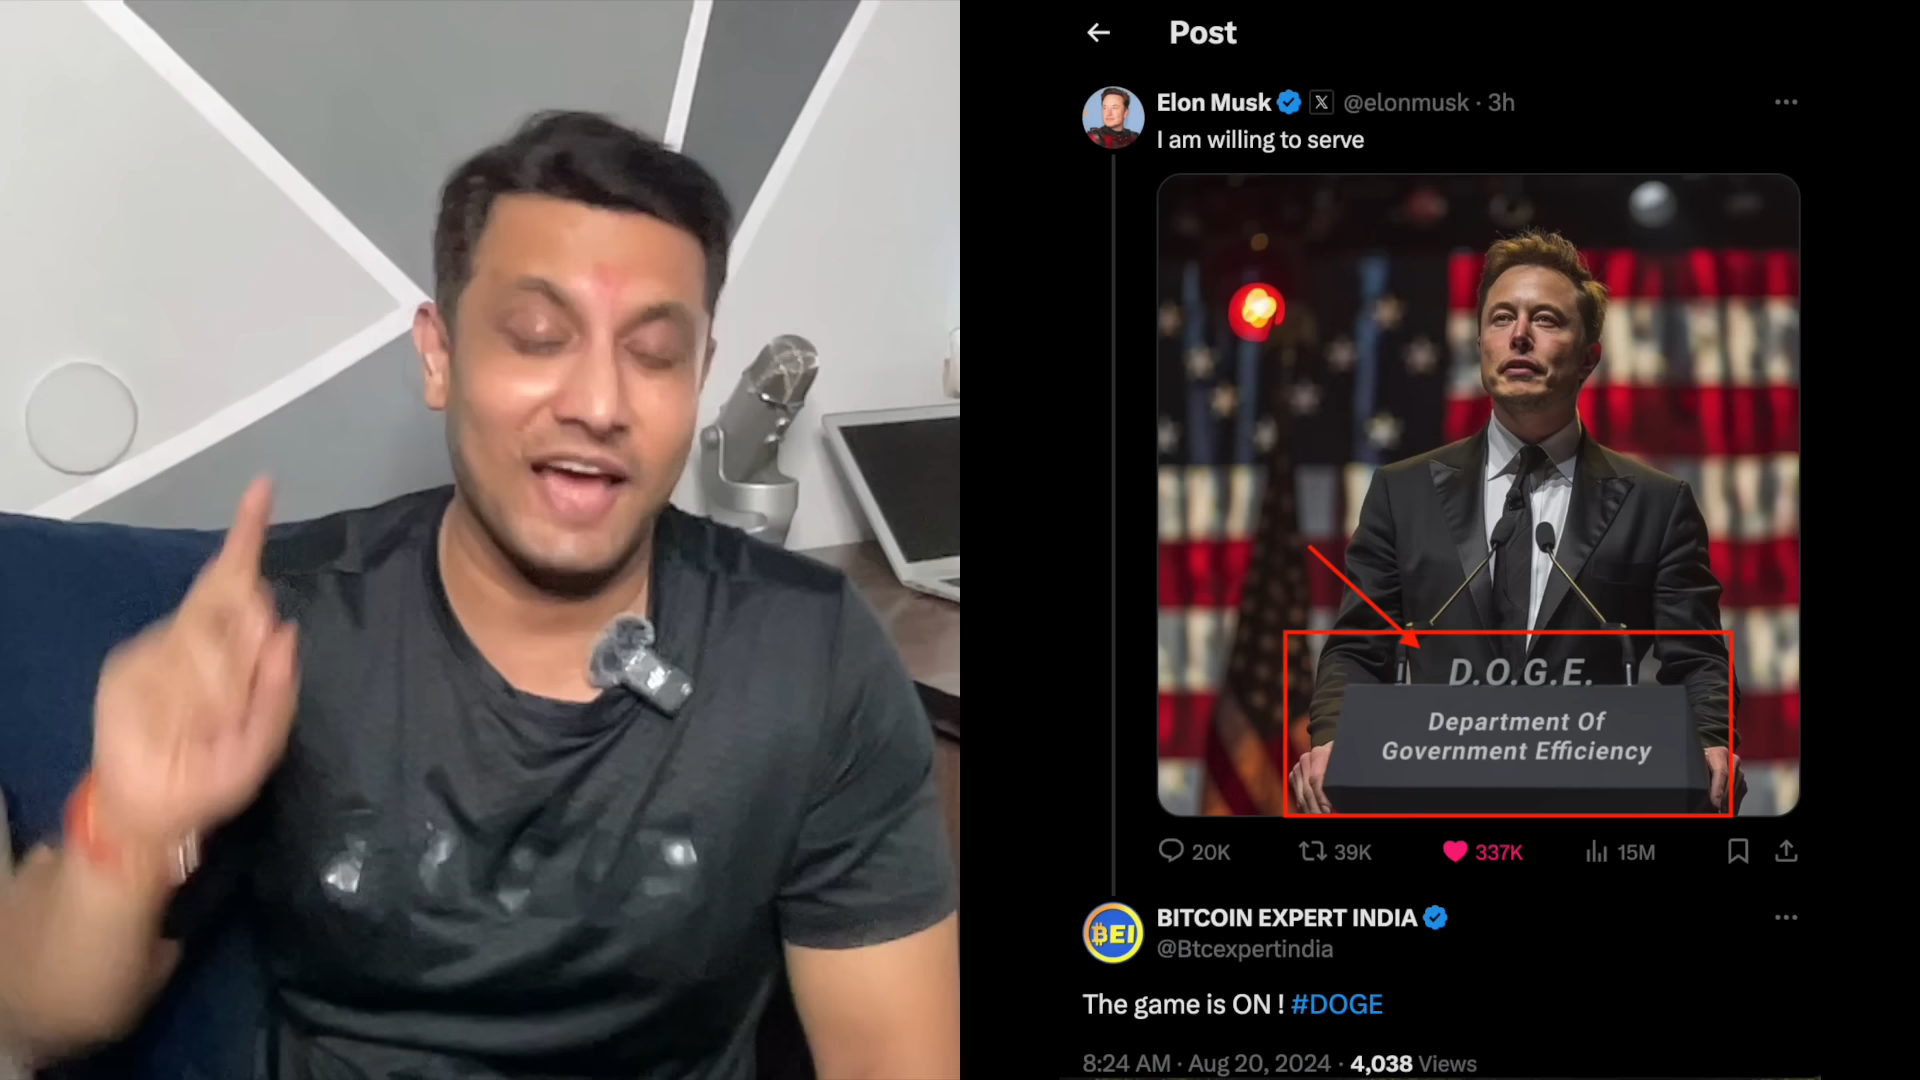 Post
Elon Musk @elonmusk · 3h
I am willing to serve
D.O.G.E.
Department Of
Government Efficiency
20K 39K 337K 15M
BEI
BITCOIN EXPERT INDIA
@Btcexpertindia
The game is ON ! #DOGE
8:24 AM · Aug 20, 2024 · 4,038 Views